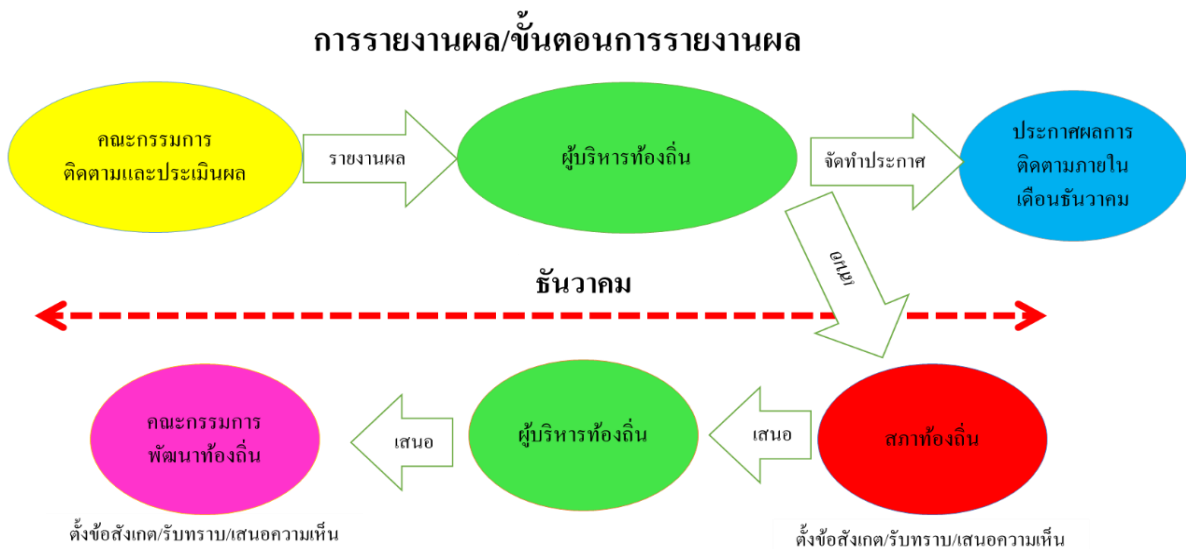 การรายงานผล/ขั้นตอนการรายงานผล
คณะกรรมการ
ติดตามและประเมินผล
รายงานผล
ผู้บริหารท้องถิ่น
จัดทำประกาศ
ประกาศผลการ
ติดตามภายใน
เดือนธันวาคม
เสนอ
ธันวาคม
คณะกรรมการ
พัฒนาท้องถิ่น
เสนอ
ผู้บริหารท้องถิ่น
เสนอ
สภาท้องถิ่น
ตั้งข้อสังเกต/รับทราบ/เสนอความเห็น
ตั้งข้อสังเกต/รับทราบ/เสนอความเห็น